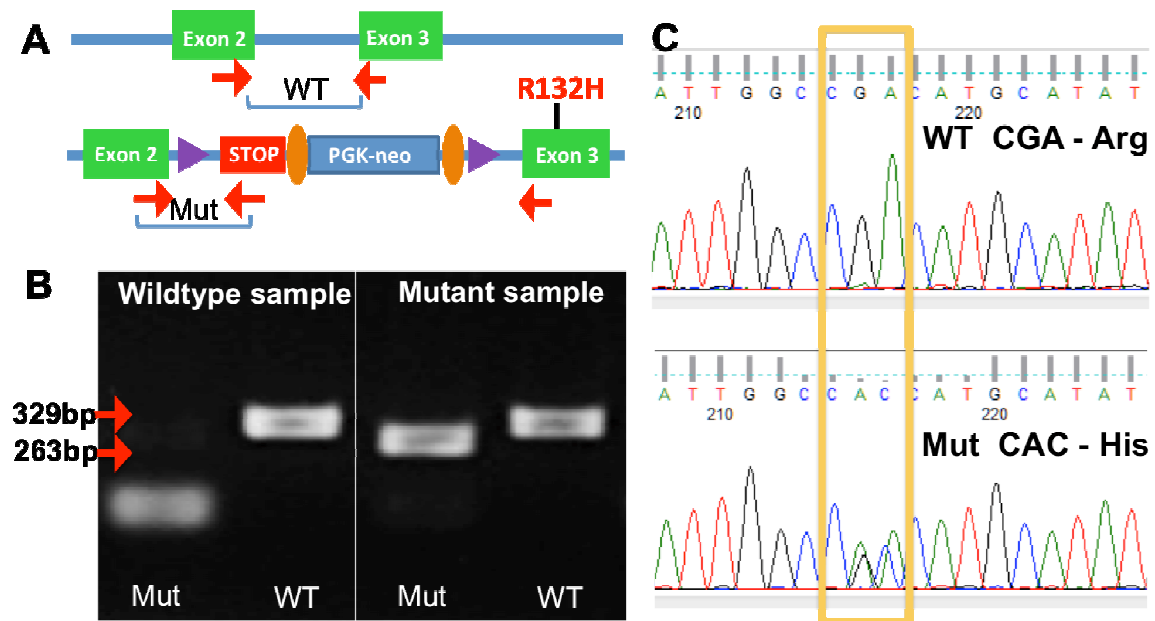 A
Exon 2
Exon 3
WT
R132H
Exon 2
STOP
PGK-neo
Exon 3
Mut
B
Wildtype sample
Mutant sample
329bp
263bp
Mut
WT
Mut
WT
C
A T T G G C C G A C A T G C A T A T
210
220
WT CGA - Arg
A T T G G C C A C C A T G C A T A T
210
220
Mut CAC - His